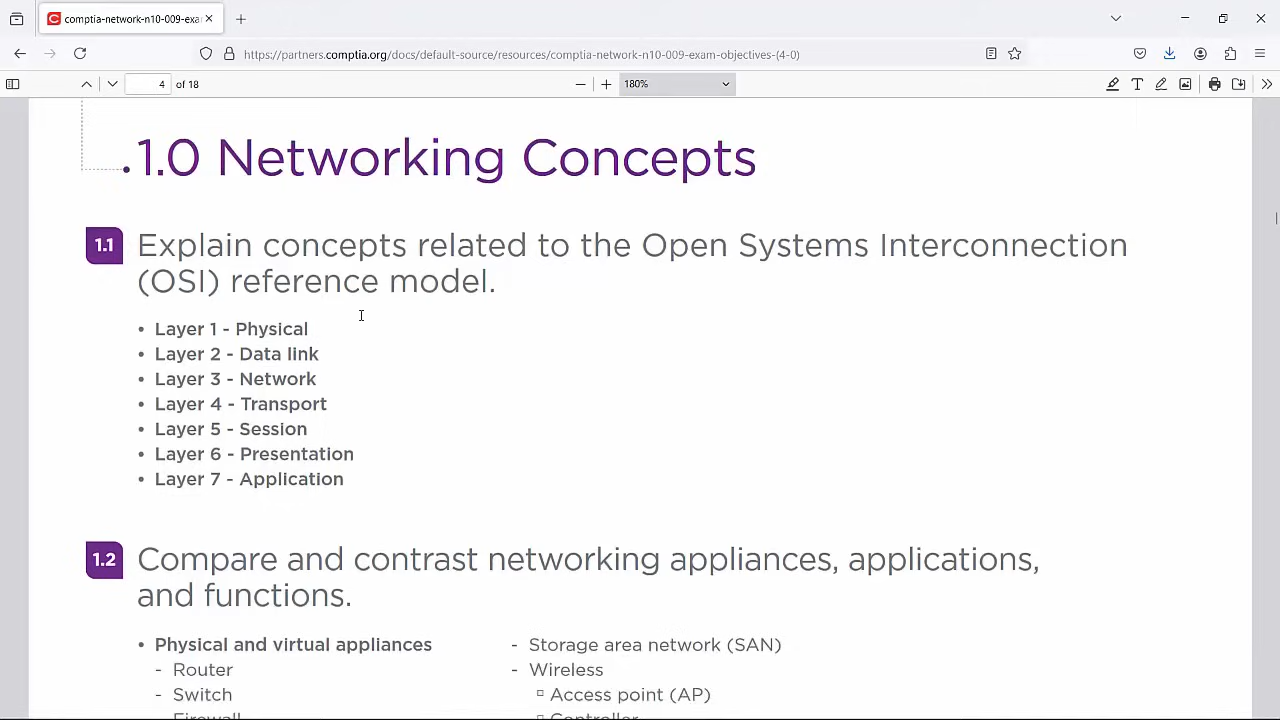 comptia-network-n10-009-exa
https://partners.comptia.org/docs/default-source/resources/comptia-network-n10-009-exam-objectives-(4-0)
4 of 18
180%
1.0 Networking Concepts
1.1 Explain concepts related to the Open Systems Interconnection
(OSI) reference model.
• Layer 1 - Physical
• Layer 2 - Data link
• Layer 3 - Network
• Layer 4 - Transport
• Layer 5 - Session
• Layer 6 - Presentation
• Layer 7 - Application
1.2 Compare and contrast networking appliances, applications,
and functions.
• Physical and virtual appliances
- Router
- Switch
Firewall
- Storage area network (SAN)
- Wireless
▫ Access point (AP)
▫ Controller